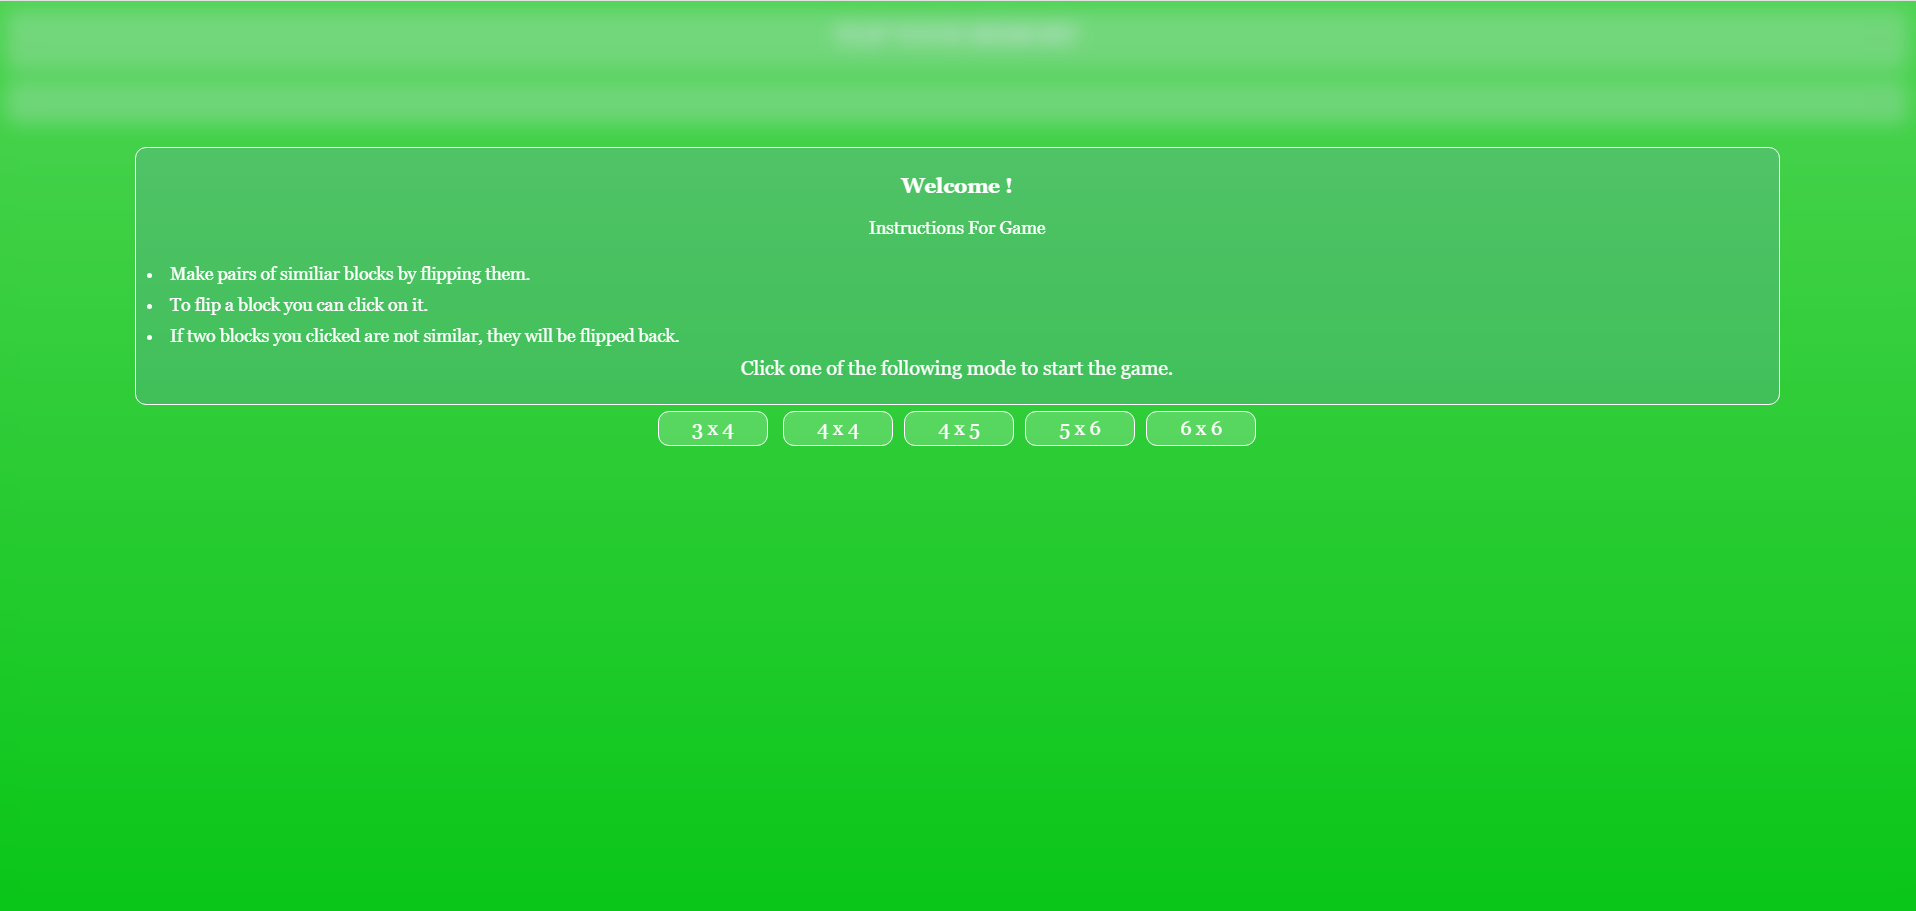 Welcome !
Instructions For Game
• Make pairs of similiar blocks by flipping them.
• To flip a block you can click on it.
• If two blocks you clicked are not similar, they will be flipped back.
Click one of the following mode to start the game.
3 x 4 4 x 4 4 x 5 5 x 6 6 x 6